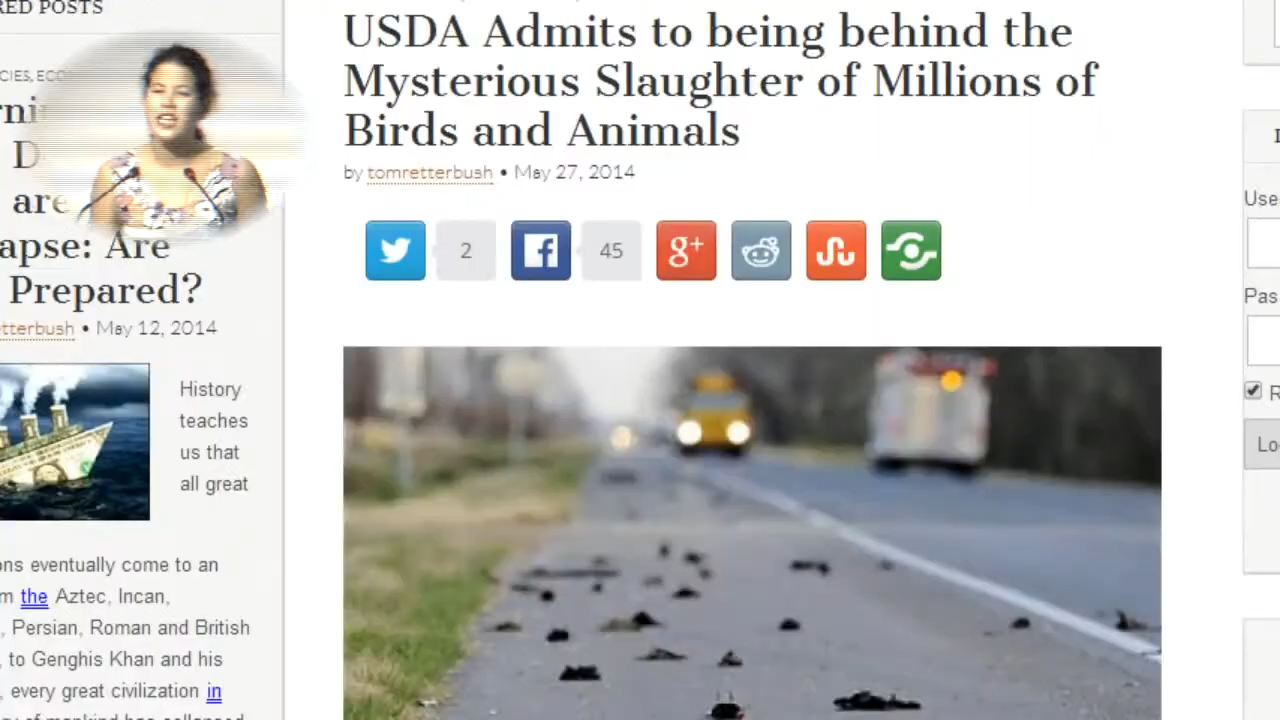 RED POSTS
CIES, ECO
are
apse: Are
Prepared?
etterbush • May 12, 2014
History
teaches
us that
all great
ons eventually come to an
m the Aztec, Incan,
, Persian, Roman and British
, to Genghis Khan and his
, every great civilization in
USDA Admits to being behind the
Mysterious Slaughter of Millions of
Birds and Animals
by tomretterbush • May 27, 2014
2
45
g+
Use
Pas
R
Lo